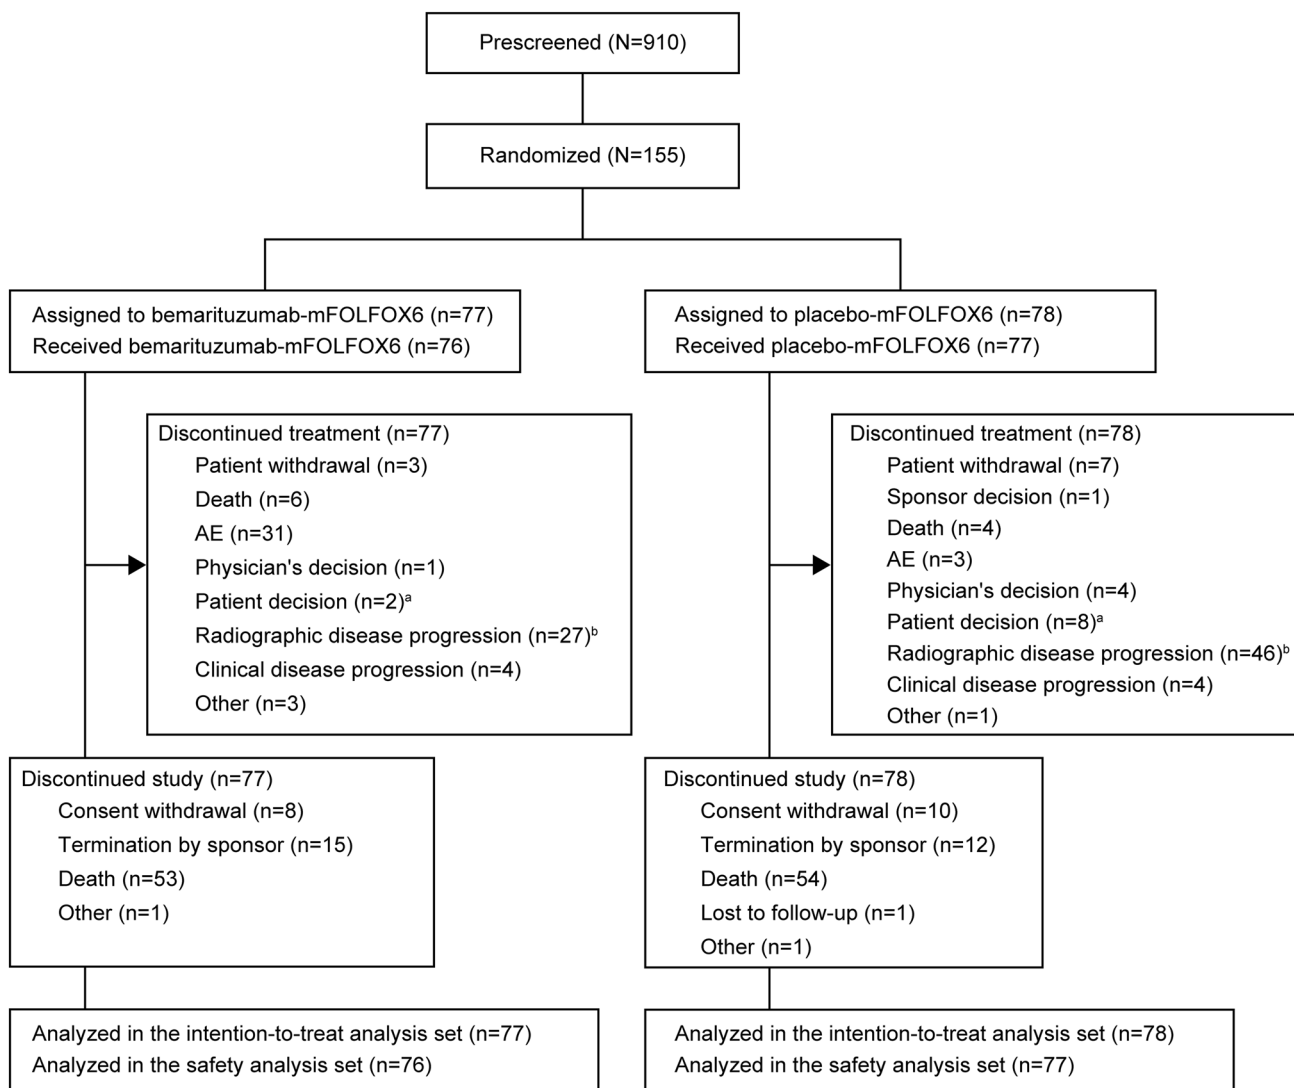 Prescreened (N=910)
Randomized (N=155)
Assigned to bemarituzumab-mFOLFOX6 (n=77)
Received bemarituzumab-mFOLFOX6 (n=76)
Assigned to placebo-mFOLFOX6 (n=78)
Received placebo-mFOLFOX6 (n=77)
Discontinued treatment (n=77)
Patient withdrawal (n=3)
Death (n=6)
AE (n=31)
Physician's decision (n=1)
Patient decision (n=2)ᵃ
Radiographic disease progression (n=27)ᵇ
Clinical disease progression (n=4)
Other (n=3)
Discontinued treatment (n=78)
Patient withdrawal (n=7)
Sponsor decision (n=1)
Death (n=4)
AE (n=3)
Physician's decision (n=4)
Patient decision (n=8)ᵃ
Radiographic disease progression (n=46)ᵇ
Clinical disease progression (n=4)
Other (n=1)
Discontinued study (n=77)
Consent withdrawal (n=8)
Termination by sponsor (n=15)
Death (n=53)
Other (n=1)
Discontinued study (n=78)
Consent withdrawal (n=10)
Termination by sponsor (n=12)
Death (n=54)
Lost to follow-up (n=1)
Other (n=1)
Analyzed in the intention-to-treat analysis set (n=77)
Analyzed in the safety analysis set (n=76)
Analyzed in the intention-to-treat analysis set (n=78)
Analyzed in the safety analysis set (n=77)